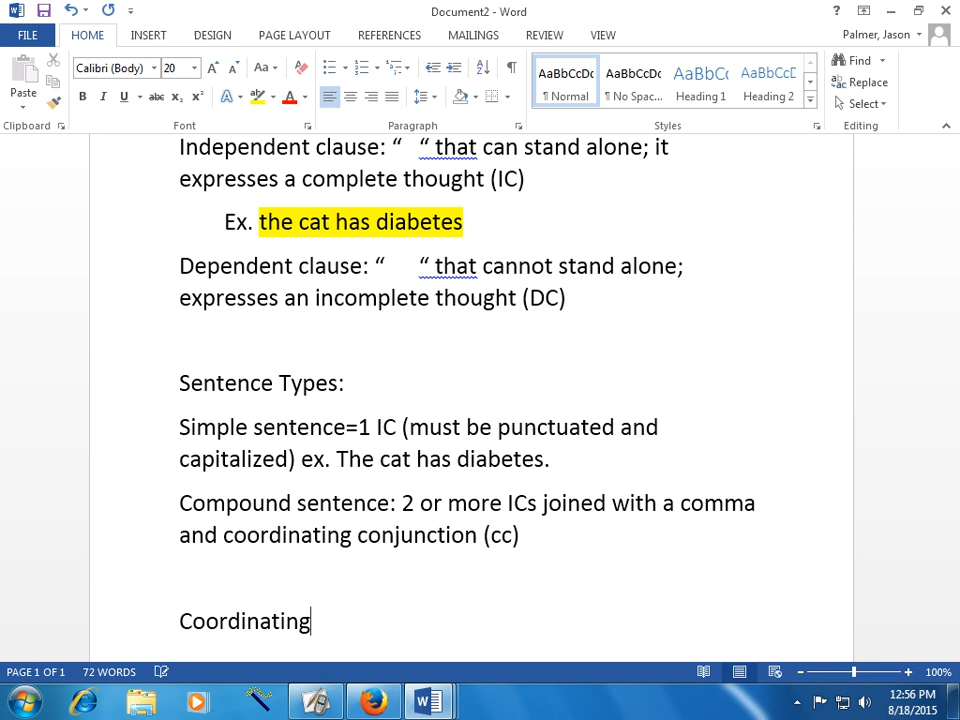 Document2 - Word
FILE HOME INSERT DESIGN PAGE LAYOUT REFERENCES MAILINGS REVIEW VIEW Palmer, Jason
Calibri (Body) 20 Aa AaBbCcDc AaBbCcDc AaBbCc AaBbCcD Find
Replace
Paste B I U abc x₂ x² A A ¶ Normal ¶ No Spac... Heading 1 Heading 2 Select
Clipboard Font Paragraph Styles Editing
Independent clause: “ “ that can stand alone; it
expresses a complete thought (IC)
Ex. the cat has diabetes
Dependent clause: “ “ that cannot stand alone;
expresses an incomplete thought (DC)
Sentence Types:
Simple sentence=1 IC (must be punctuated and
capitalized) ex. The cat has diabetes.
Compound sentence: 2 or more ICs joined with a comma
and coordinating conjunction (cc)
Coordinating
PAGE 1 OF 1 72 WORDS 100%
12:56 PM
8/18/2015